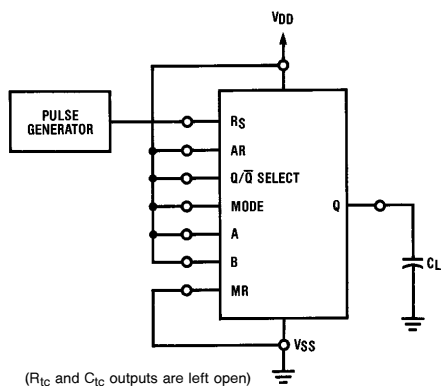 VDD
PULSE
GENERATOR
RS
AR
Q/Q̅ SELECT
MODE
Q
A
B
CL
MR
VSS
(Rtc and Ctc outputs are left open)